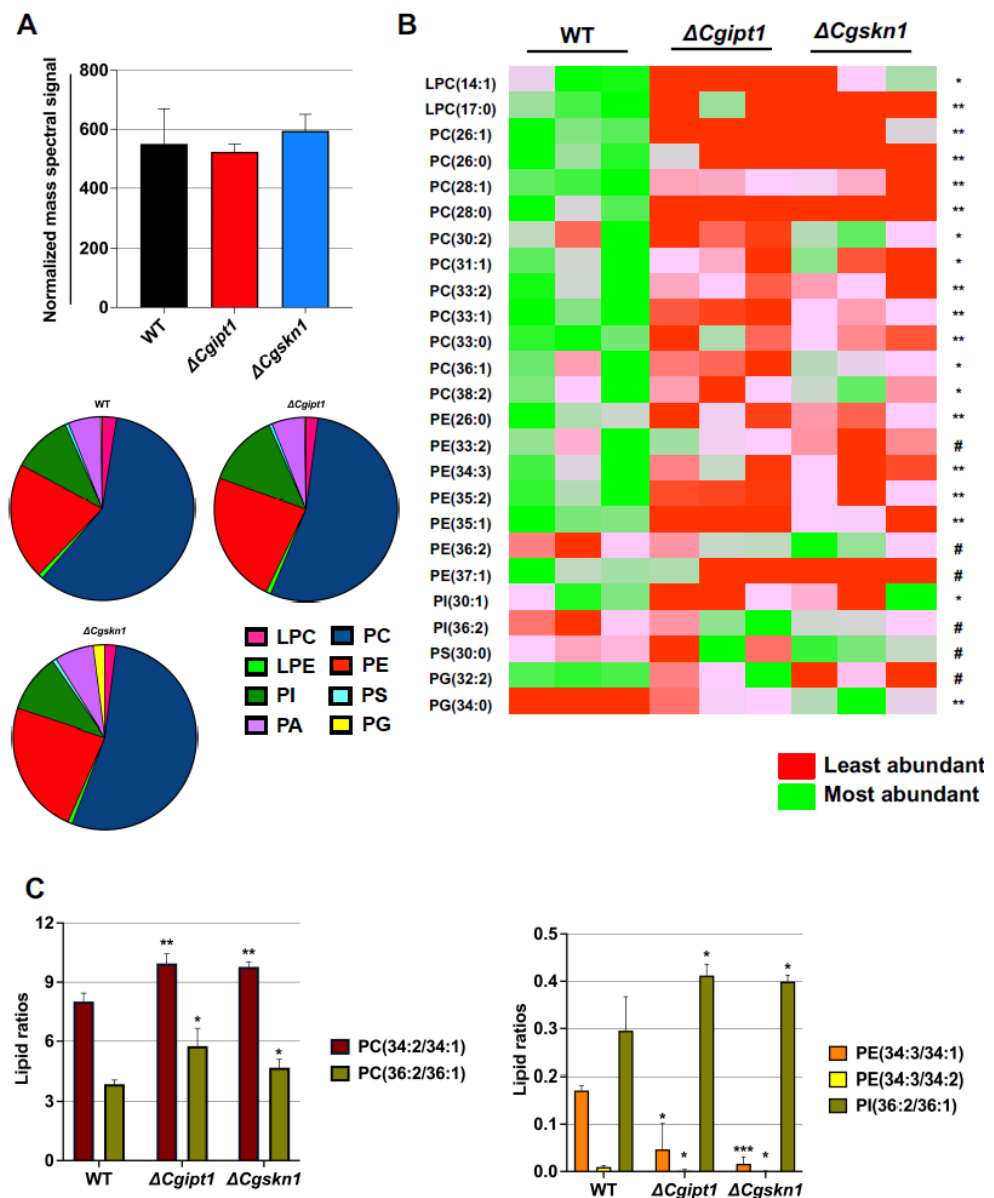 A
Normalized mass spectral signal
800
600
400
200
0
WT
ΔCgipt1
ΔCgskn1
WT
ΔCgipt1
ΔCgskn1
LPC
PC
LPE
PE
PI
PS
PA
PG
B
WT
ΔCgipt1
ΔCgskn1
LPC(14:1) *
LPC(17:0) **
PC(26:1) **
PC(26:0) **
PC(28:1) **
PC(28:0) **
PC(30:2) *
PC(31:1) *
PC(33:2) **
PC(33:1) **
PC(33:0) **
PC(36:1) *
PC(38:2) *
PE(26:0) **
PE(33:2) #
PE(34:3) **
PE(35:2) **
PE(35:1) **
PE(36:2) #
PE(37:1) #
PI(30:1) *
PI(36:2) #
PS(30:0) #
PG(32:2) #
PG(34:0) **
Least abundant
Most abundant
C
Lipid ratios
12
9
6
3
0
** * ** *
WT
ΔCgipt1
ΔCgskn1
PC(34:2/34:1)
PC(36:2/36:1)
Lipid ratios
0.5
0.4
0.3
0.2
0.1
0.0
* * * *** * *
WT
ΔCgipt1
ΔCgskn1
PE(34:3/34:1)
PE(34:3/34:2)
PI(36:2/36:1)